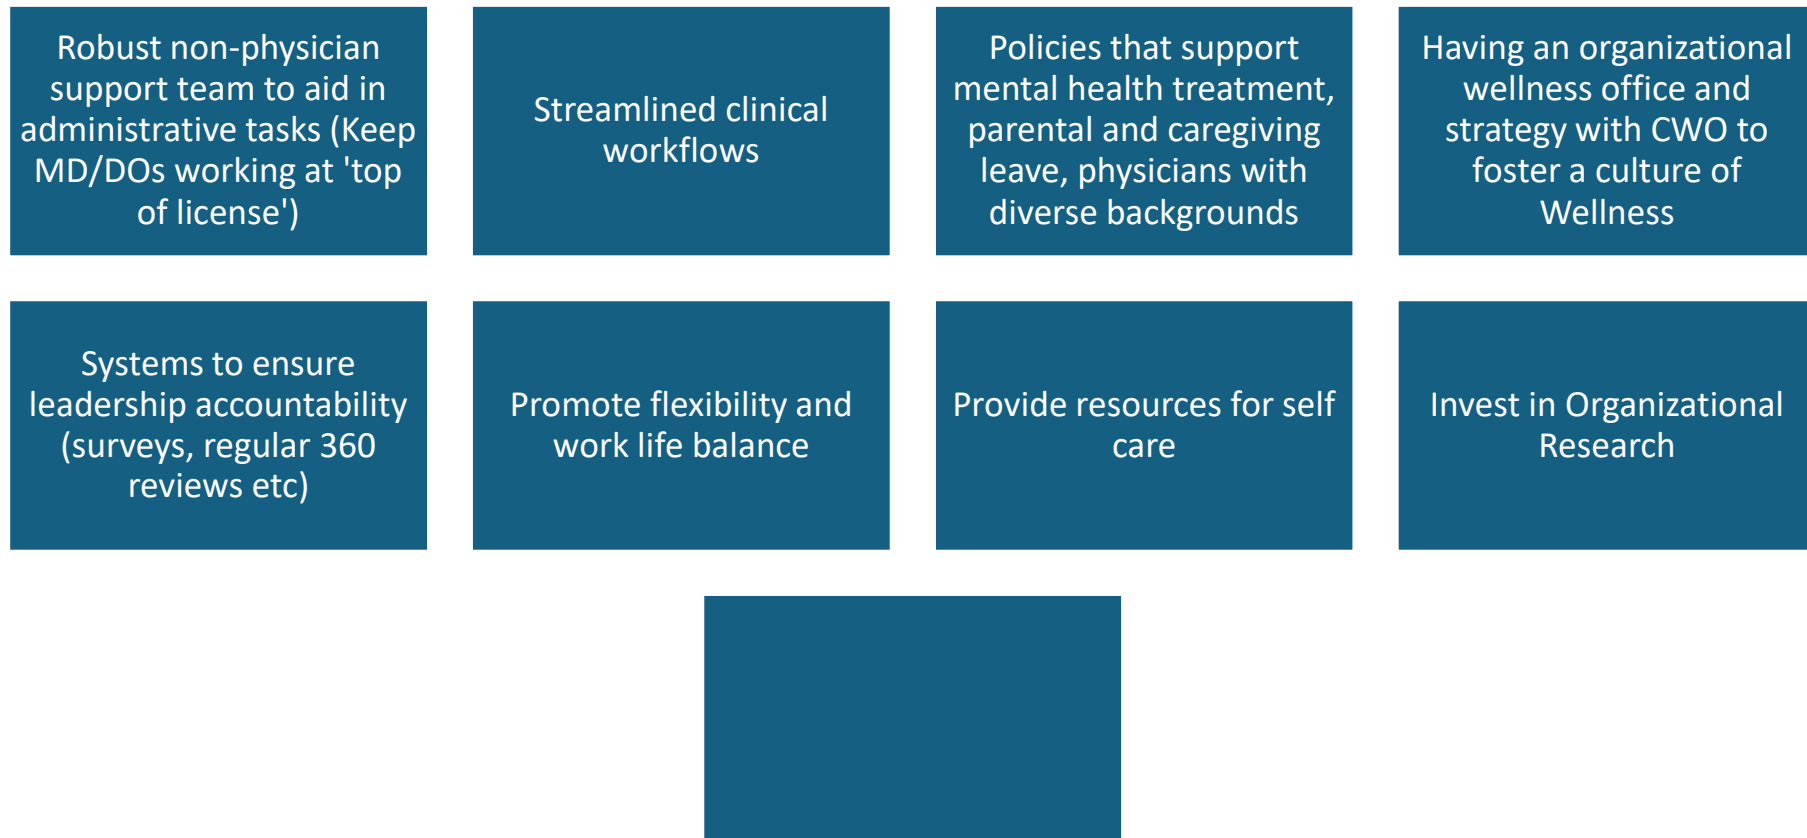 Robust non-physician
support team to aid in
administrative tasks (Keep
MD/DOs working at 'top
of license')
Streamlined clinical
workflows
Policies that support
mental health treatment,
parental and caregiving
leave, physicians with
diverse backgrounds
Having an organizational
wellness office and
strategy with CWO to
foster a culture of
Wellness
Systems to ensure
leadership accountability
(surveys, regular 360
reviews etc)
Promote flexibility and
work life balance
Provide resources for self
care
Invest in Organizational
Research